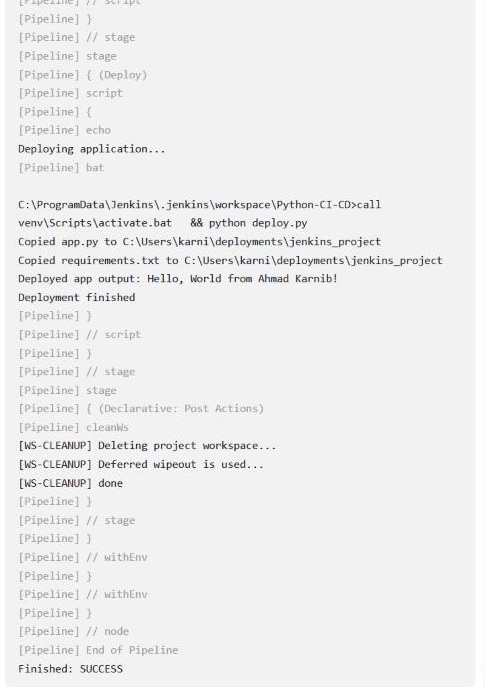 [Pipeline] // script
[Pipeline] }
[Pipeline] // stage
[Pipeline] stage
[Pipeline] { (Deploy)
[Pipeline] script
[Pipeline] {
[Pipeline] echo
Deploying application...
[Pipeline] bat
C:\ProgramData\Jenkins\.jenkins\workspace\Python-CI-CD>call
venv\Scripts\activate.bat   && python deploy.py
Copied app.py to C:\Users\karni\deployments\jenkins_project
Copied requirements.txt to C:\Users\karni\deployments\jenkins_project
Deployed app output: Hello, World from Ahmad Karnib!
Deployment finished
[Pipeline] }
[Pipeline] // script
[Pipeline] }
[Pipeline] // stage
[Pipeline] stage
[Pipeline] { (Declarative: Post Actions)
[Pipeline] cleanWs
[WS-CLEANUP] Deleting project workspace...
[WS-CLEANUP] Deferred wipeout is used...
[WS-CLEANUP] done
[Pipeline] }
[Pipeline] // stage
[Pipeline] }
[Pipeline] // withEnv
[Pipeline] }
[Pipeline] // withEnv
[Pipeline] }
[Pipeline] // node
[Pipeline] End of Pipeline
Finished: SUCCESS